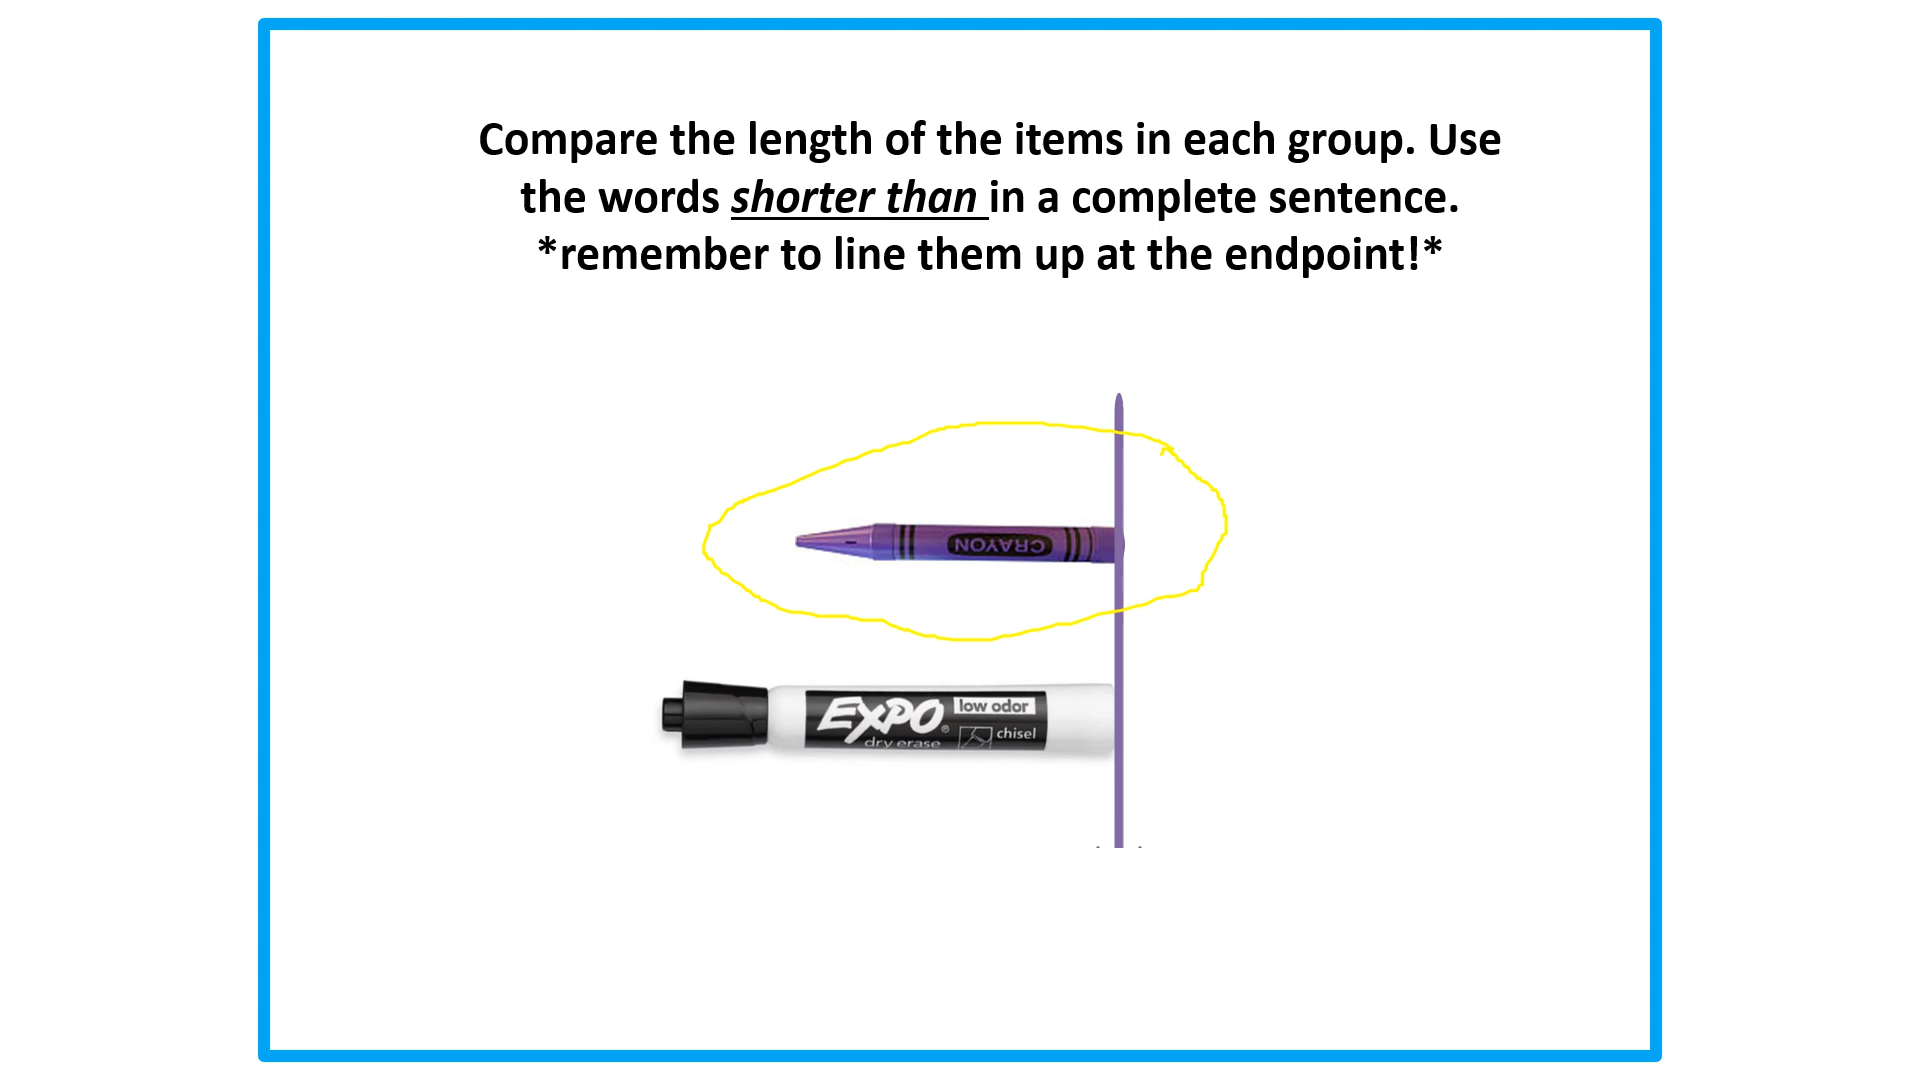 Compare the length of the items in each group. Use
the words shorter than in a complete sentence.
*remember to line them up at the endpoint!*
CRAYON
EXPO® low odor
dry erase chisel